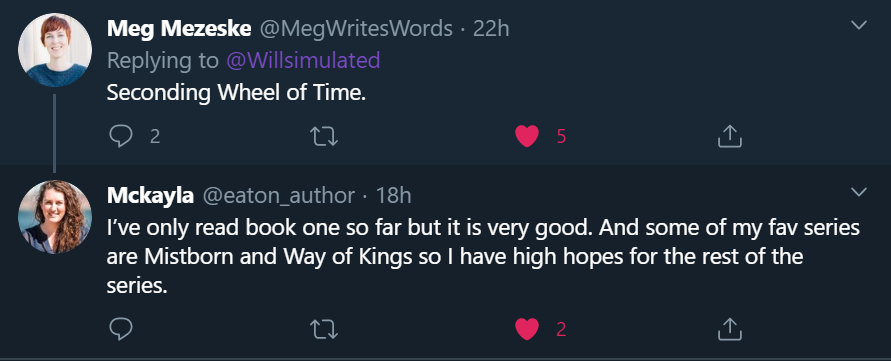 Meg Mezeske @MegWritesWords · 22h
Replying to @Willsimulated
Seconding Wheel of Time.
2 5
Mckayla @eaton_author · 18h
I've only read book one so far but it is very good. And some of my fav series
are Mistborn and Way of Kings so I have high hopes for the rest of the
series.
2